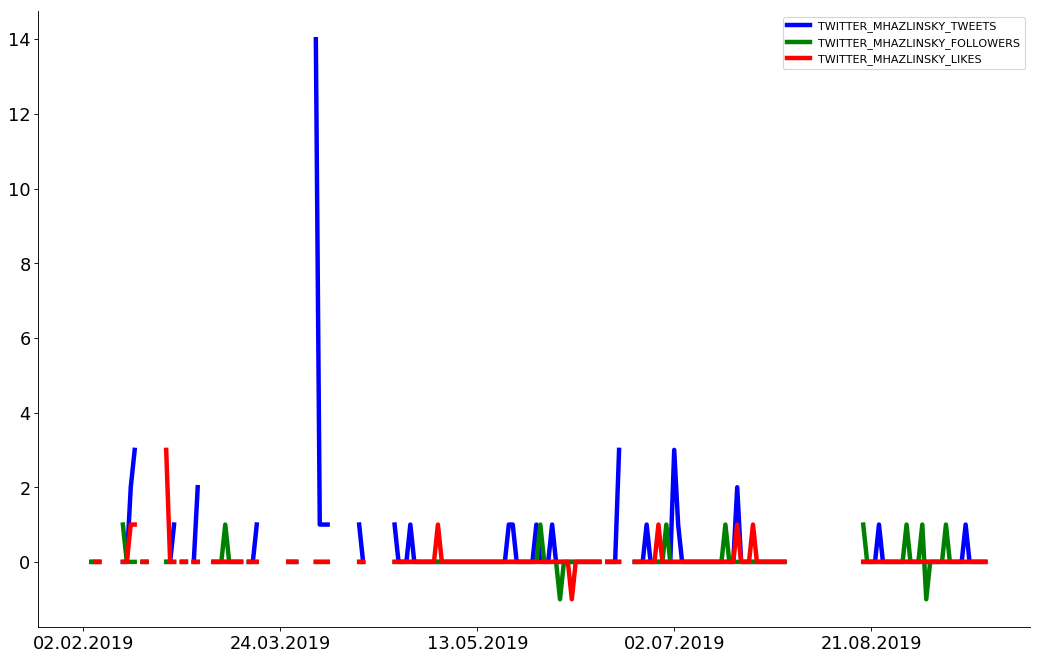 TWITTER_MHAZLINSKY_TWEETS
TWITTER_MHAZLINSKY_FOLLOWERS
TWITTER_MHAZLINSKY_LIKES
14
12
10
8
6
4
2
0
02.02.2019 24.03.2019 13.05.2019 02.07.2019 21.08.2019